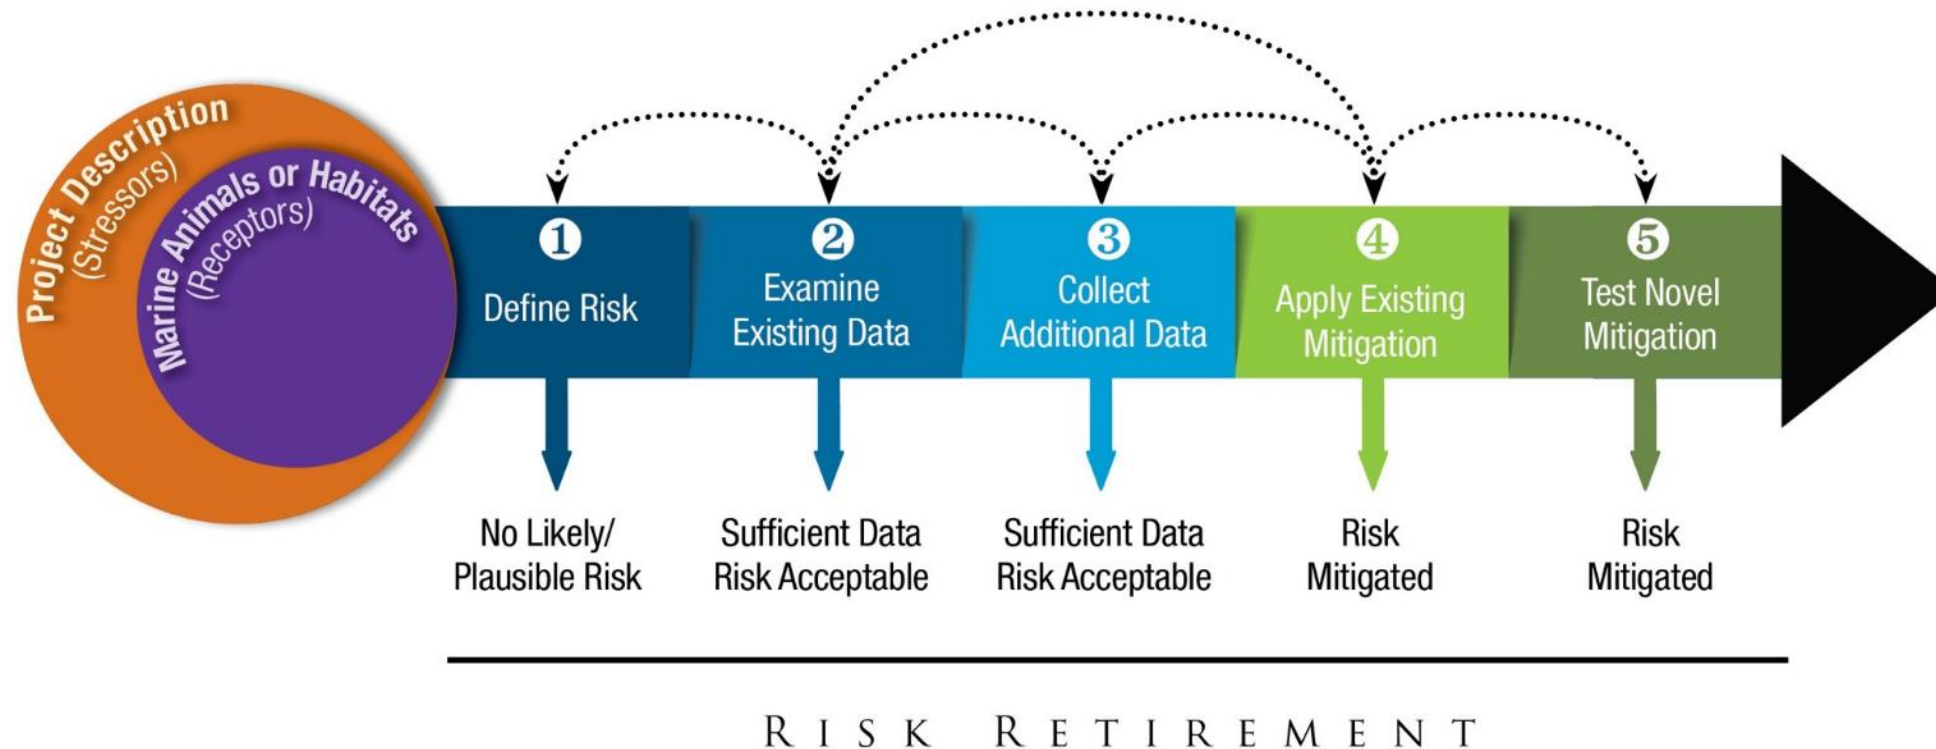 Project Description
(Stressors)
Marine Animals or Habitats
(Receptors)
1
Define Risk
2
Examine
Existing Data
3
Collect
Additional Data
4
Apply Existing
Mitigation
5
Test Novel
Mitigation
No Likely/
Plausible Risk
Sufficient Data
Risk Acceptable
Sufficient Data
Risk Acceptable
Risk
Mitigated
Risk
Mitigated
RISK RETIREMENT